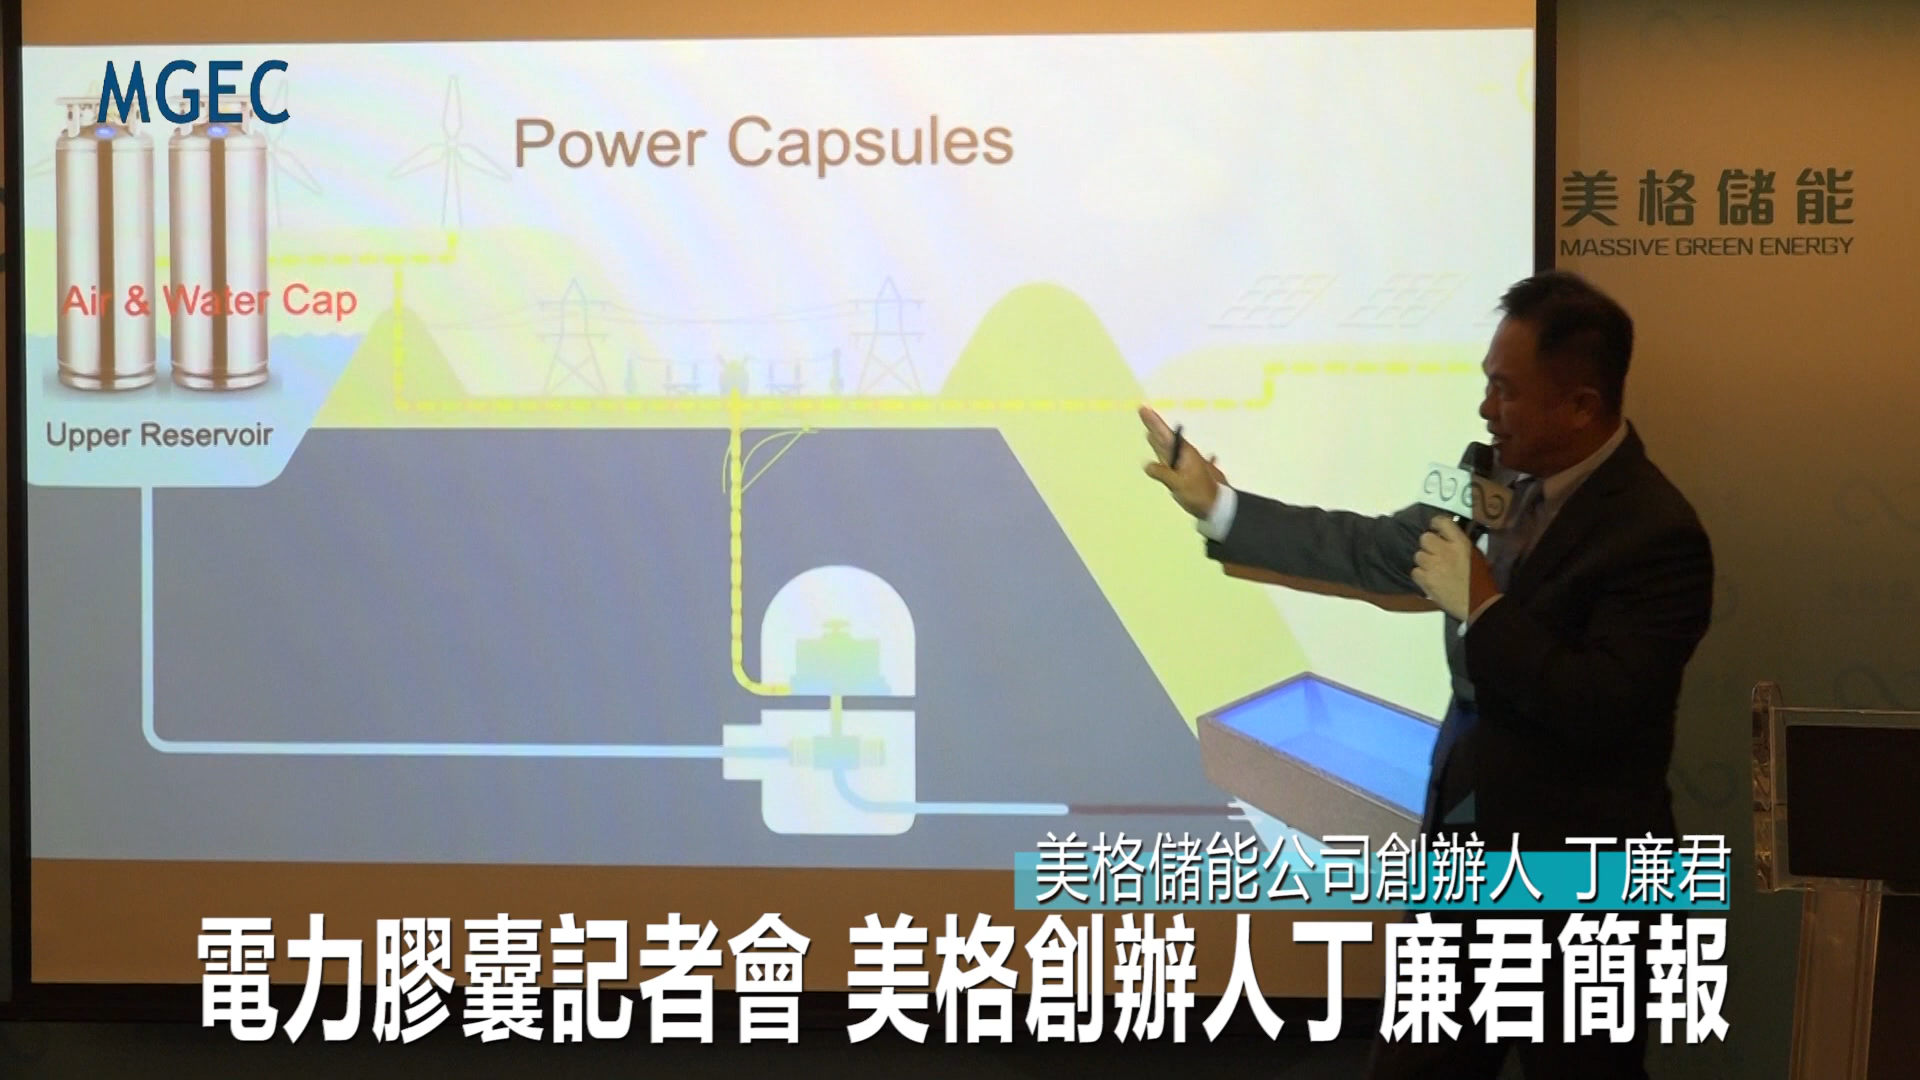 MGEC
Power Capsules
美格儲能
MASSIVE GREEN ENERGY
Air & Water Cap
Upper Reservoir
美格儲能公司創辦人 丁廉君
電力膠囊記者會 美格創辦人丁廉君簡報